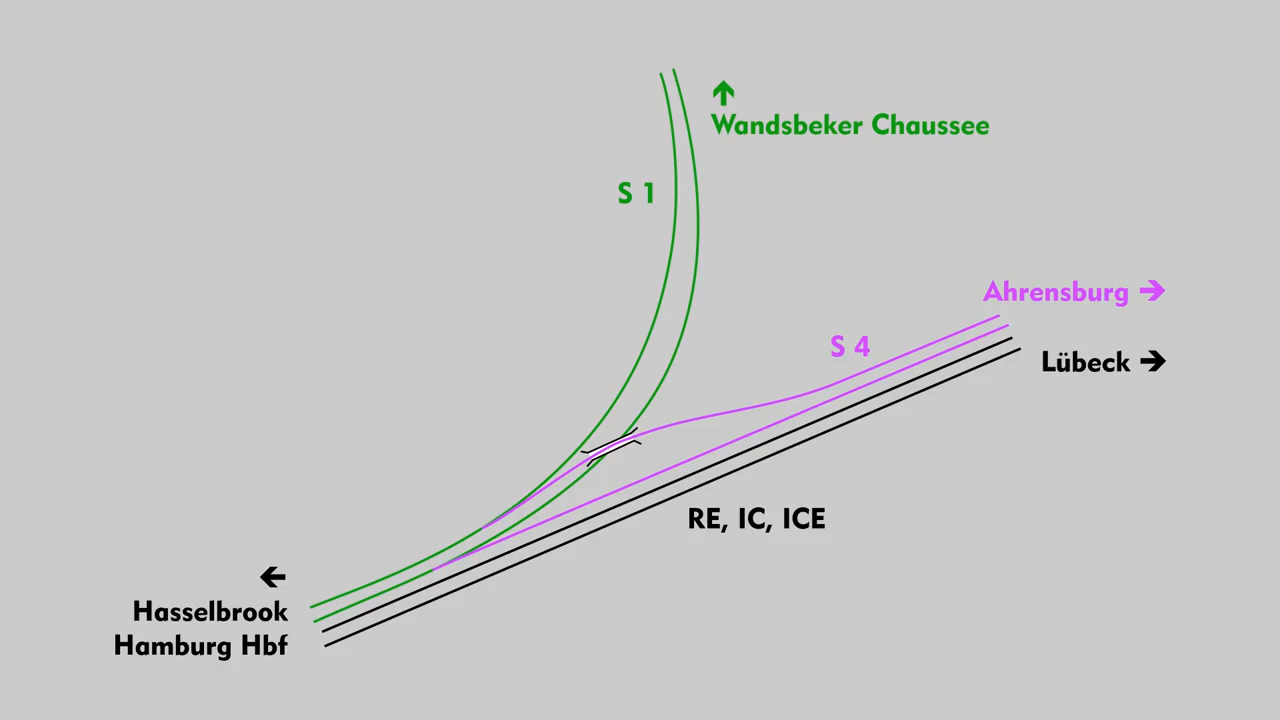 Wandsbeker Chaussee
S 1
Ahrensburg
S 4
Lübeck
RE, IC, ICE
Hasselbrook
Hamburg Hbf